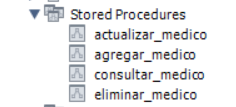 Stored Procedures
actualizar_medico
agregar_medico
consultar_medico
eliminar_medico